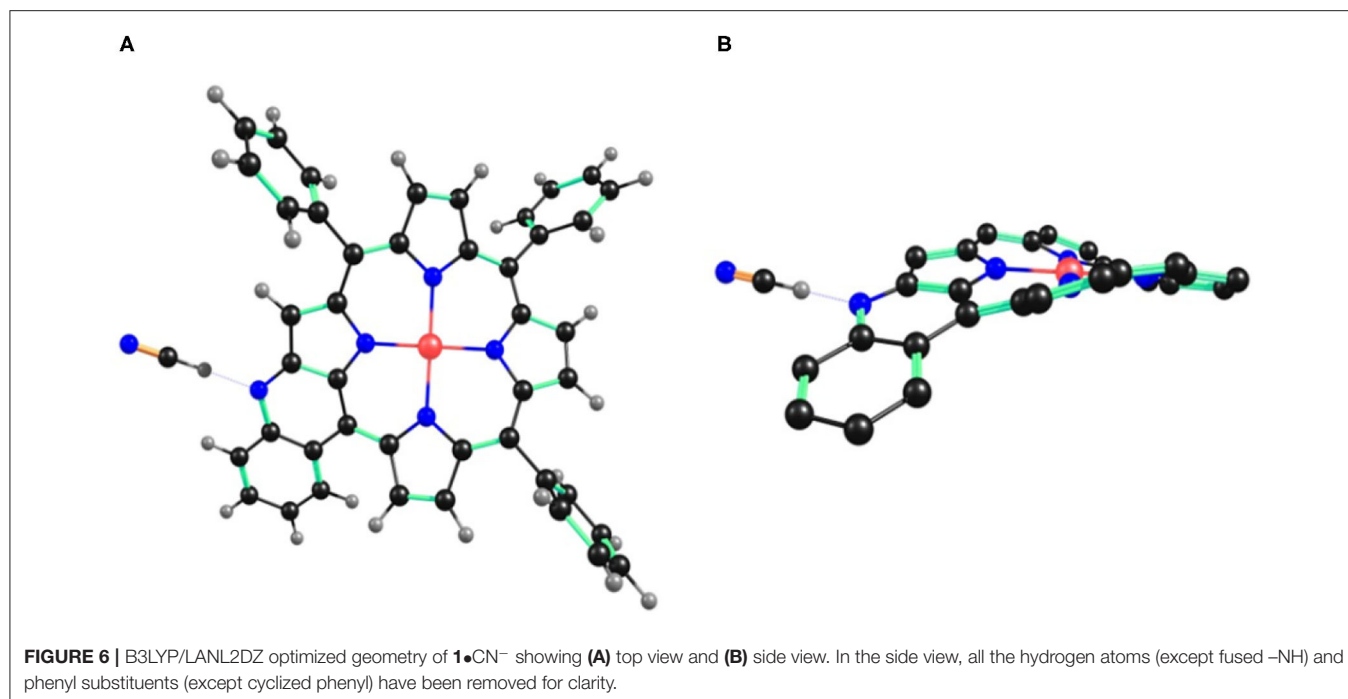 A
B
FIGURE 6 | B3LYP/LANL2DZ optimized geometry of 1•CN⁻ showing (A) top view and (B) side view. In the side view, all the hydrogen atoms (except fused –NH) and
phenyl substituents (except cyclized phenyl) have been removed for clarity.